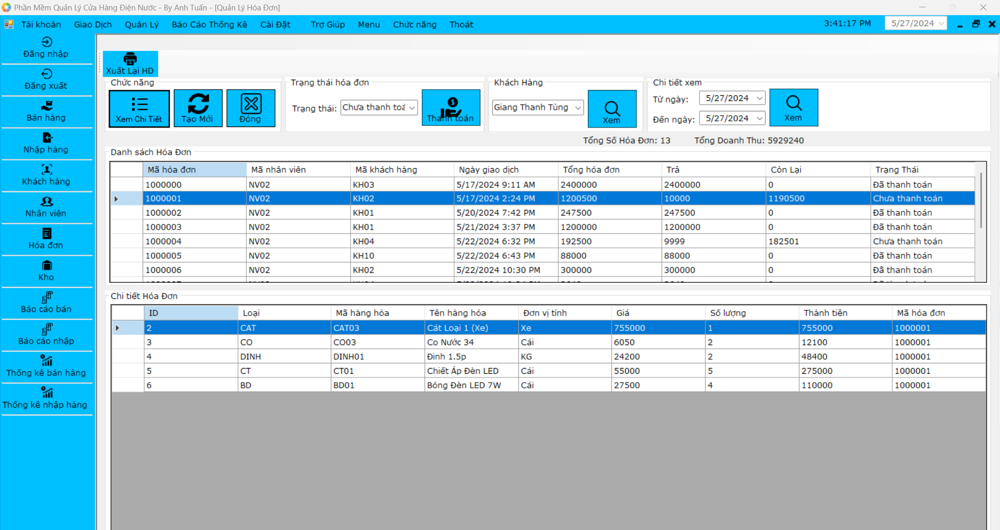 Phần Mềm Quản Lý Cửa Hàng Điện Nước - By Anh Tuấn - [Quản Lý Hóa Đơn]
Tài khoản Giao Dịch Quản Lý Báo Cáo Thống Kê Cài Đặt Trợ Giúp Menu Chức năng Thoát 3:41:17 PM 5/27/2024
Đăng nhập
Đăng xuất
Bán hàng
Nhập hàng
Khách hàng
Nhân viên
Hóa đơn
Kho
Báo cáo bán
Báo cáo nhập
Thống kê bán hàng
Thống kê nhập hàng
Xuất Lại HD
Chức năng
Xem Chi Tiết Tạo Mới Đóng
Trạng thái hóa đơn
Trạng thái: Chưa thanh toá Thanh toán
Khách Hàng
Giang Thanh Tùng Xem
Chi tiết xem
Từ ngày: 5/27/2024
Đến ngày: 5/27/2024
Xem
Tổng Số Hóa Đơn: 13 Tổng Doanh Thu: 5929240
Danh sách Hóa Đơn
Mã hóa đơn Mã nhân viên Mã khách hàng Ngày giao dịch Tổng hóa đơn Trả Còn Lại Trạng Thái
1000000 NV02 KH03 5/17/2024 9:11 AM 2400000 2400000 0 Đã thanh toán
1000001 NV02 KH02 5/17/2024 2:24 PM 1200500 10000 1190500 Chưa thanh toán
1000002 NV02 KH01 5/20/2024 7:42 PM 247500 247500 0 Đã thanh toán
1000003 NV02 KH01 5/21/2024 3:37 PM 1200000 1200000 0 Đã thanh toán
1000004 NV02 KH04 5/22/2024 6:32 PM 192500 9999 182501 Chưa thanh toán
1000005 NV02 KH10 5/22/2024 6:43 PM 88000 88000 0 Đã thanh toán
1000006 NV02 KH02 5/22/2024 10:30 PM 300000 300000 0 Đã thanh toán
Chi tiết Hóa Đơn
ID Loại Mã hàng hóa Tên hàng hóa Đơn vị tính Giá Số lượng Thành tiền Mã hóa đơn
2 CAT CAT03 Cát Loại 1 (Xe) Xe 755000 1 755000 1000001
3 CO CO03 Co Nước 34 Cái 6050 2 12100 1000001
4 DINH DINH01 Đinh 1.5p KG 24200 2 48400 1000001
5 CT CT01 Chiết Áp Đèn LED Cái 55000 5 275000 1000001
6 BD BD01 Bóng Đèn LED 7W Cái 27500 4 110000 1000001